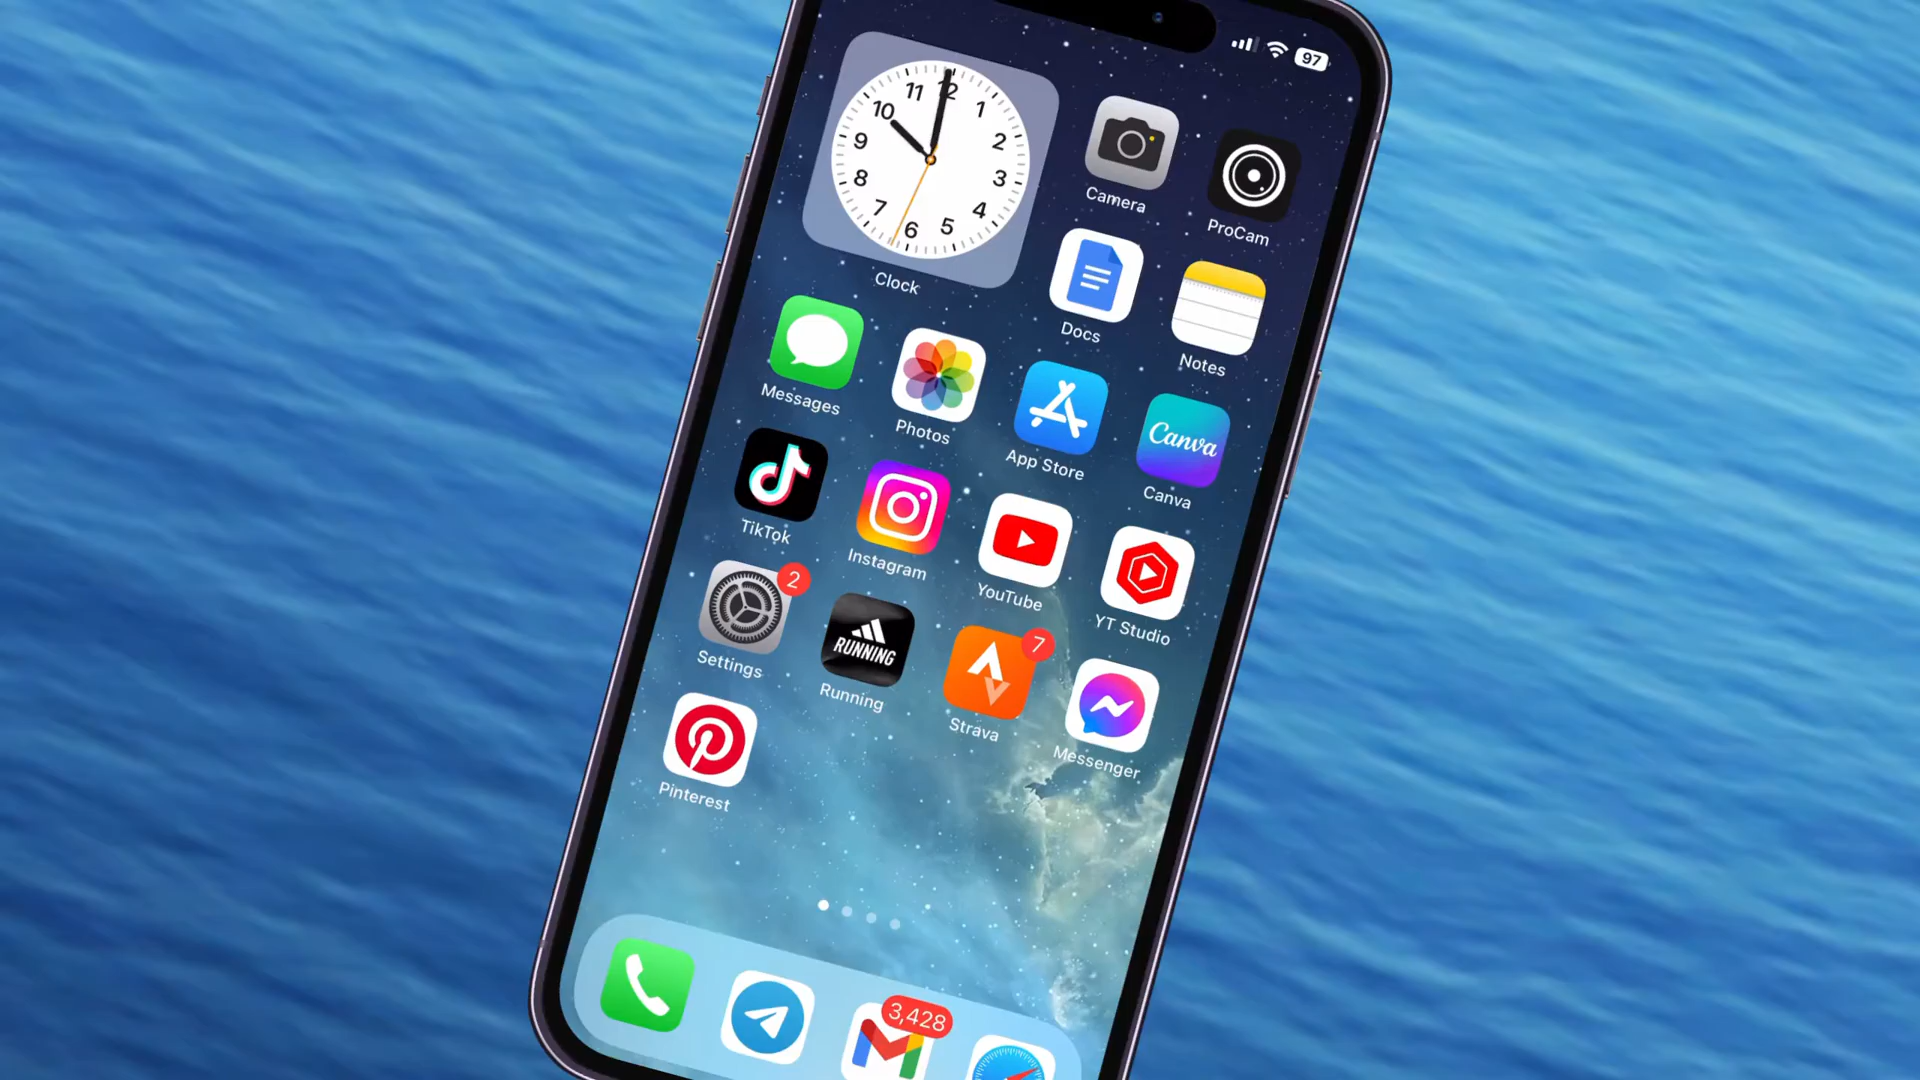 97
11 12 1
10 2
9 3
8 4
7 6 5
Clock
Camera
ProCam
Docs
Notes
Messages
Photos
App Store
Canva
Canva
TikTok
Instagram
YouTube
YT Studio
2
Settings
RUNNING
Running
7
Strava
Messenger
Pinterest
3,428